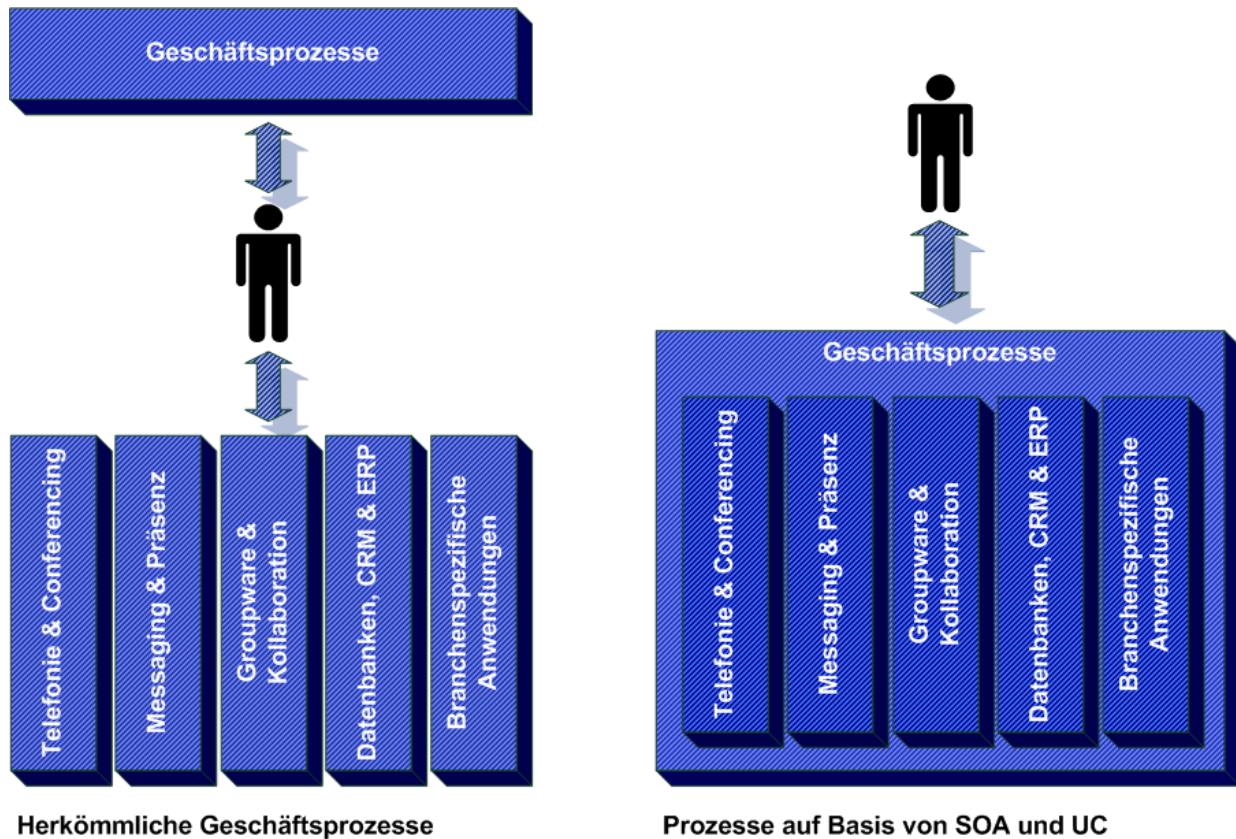 Geschäftsprozesse
Telefonie & Conferencing
Messaging & Präsenz
Groupware &
Kollaboration
Datenbanken, CRM & ERP
Branchenspezifische
Anwendungen
Herkömmliche Geschäftsprozesse
Geschäftsprozesse
Telefonie & Conferencing
Messaging & Präsenz
Groupware &
Kollaboration
Datenbanken, CRM & ERP
Branchenspezifische
Anwendungen
Prozesse auf Basis von SOA und UC